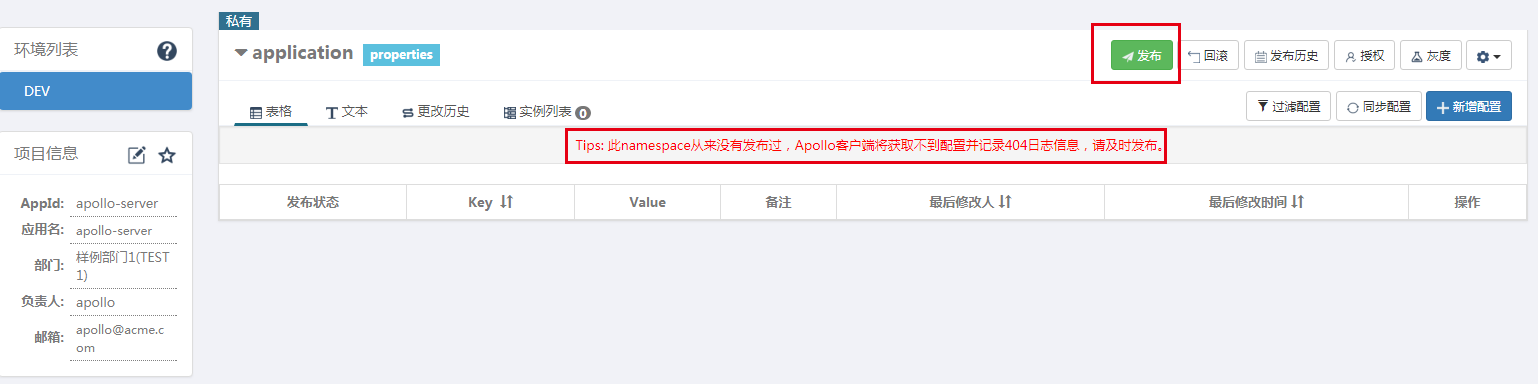 私有
环境列表
DEV
application properties
发布 回滚 发布历史 授权 灰度
表格 文本 更改历史 实例列表 0
过滤配置 同步配置 新增配置
Tips: 此namespace从来没有发布过，Apollo客户端将获取不到配置并记录404日志信息，请及时发布。
项目信息
发布状态 Key Value 备注 最后修改人 最后修改时间 操作
AppId: apollo-server
应用名: apollo-server
部门: 样例部门1(TEST
1)
负责人: apollo
邮箱: apollo@acme.c
om